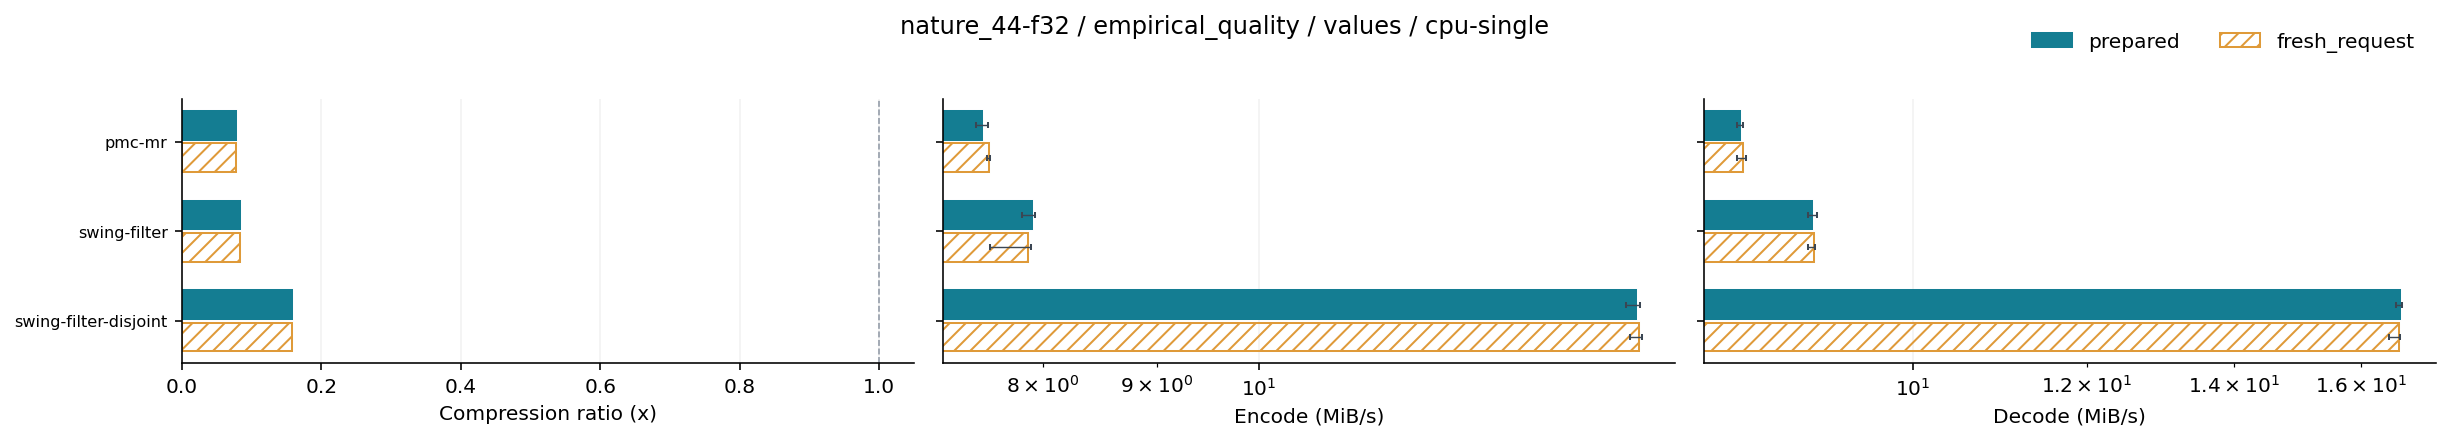 nature_44-f32 / empirical_quality / values / cpu-single
prepared
fresh_request
pmc-mr
swing-filter
swing-filter-disjoint
0.0 0.2 0.4 0.6 0.8 1.0
Compression ratio (x)
8 × 10⁰ 9 × 10⁰ 10¹
Encode (MiB/s)
10¹ 1.2 × 10¹ 1.4 × 10¹ 1.6 × 10¹
Decode (MiB/s)